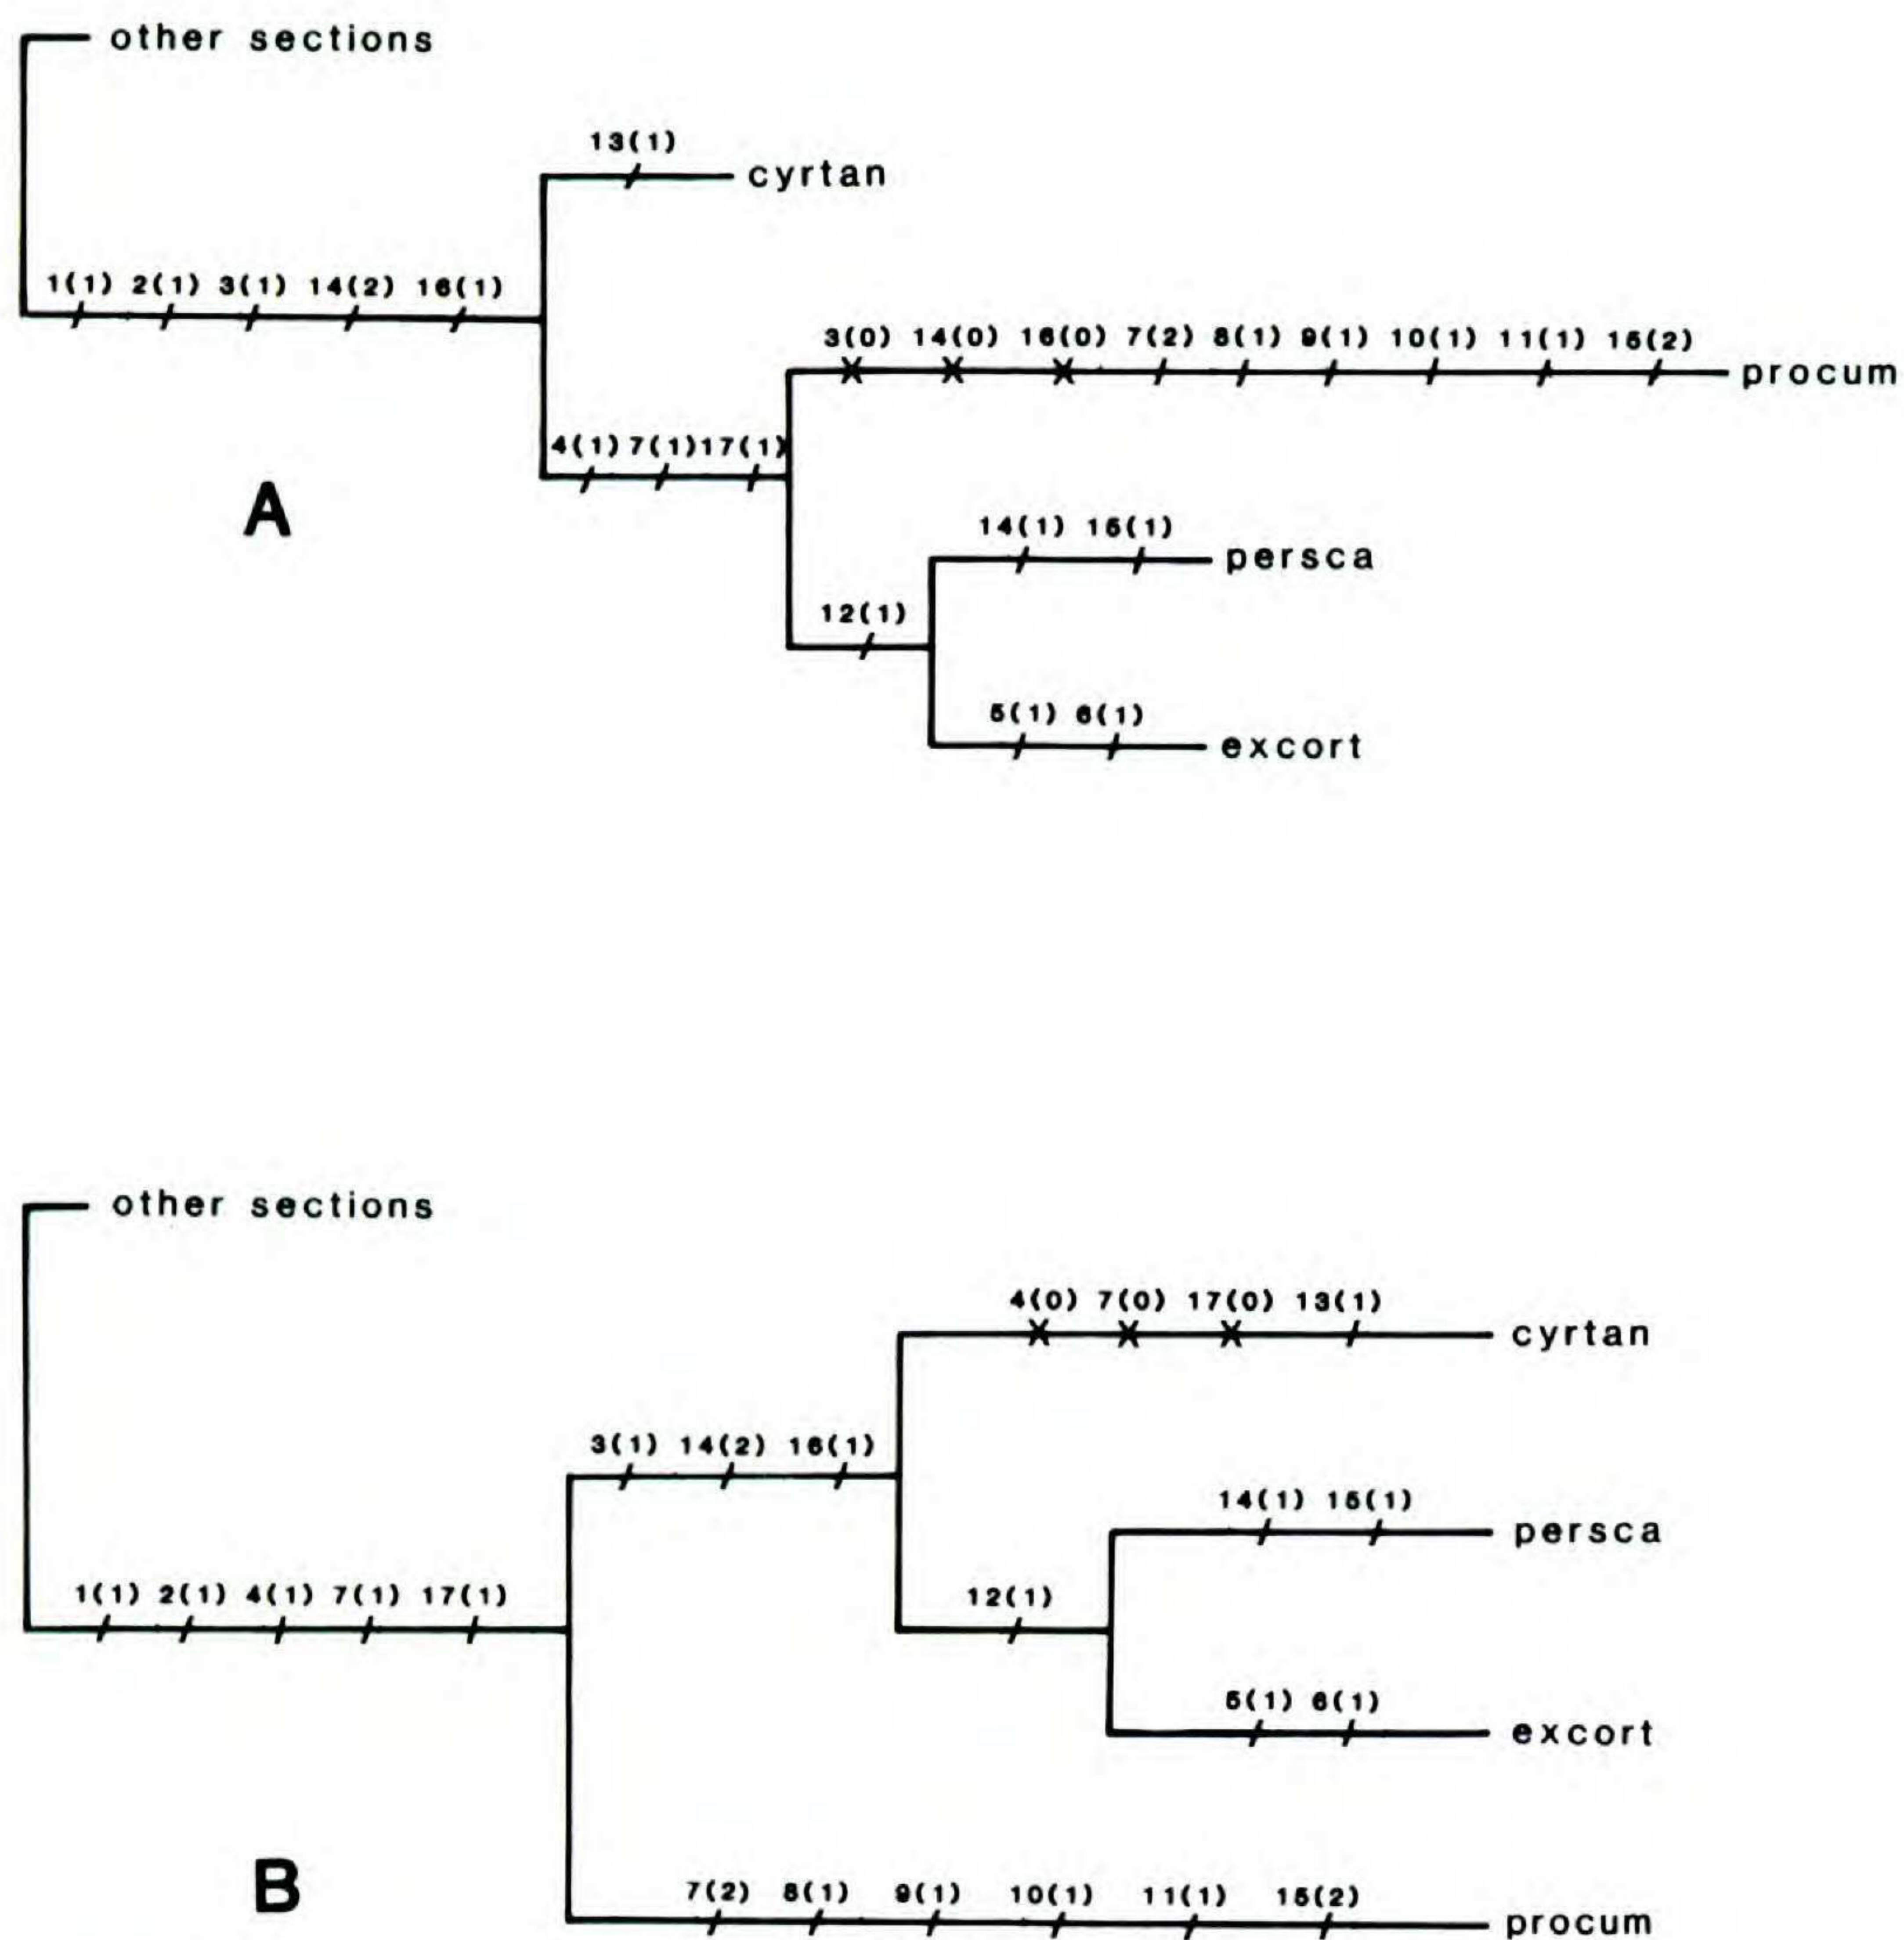 other sections
13(1)
cyrtan
1(1) 2(1) 3(1) 14(2) 16(1)
3(0) 14(0) 16(0) 7(2) 8(1) 9(1) 10(1) 11(1) 15(2)
procum
4(1) 7(1) 17(1)
A
14(1) 15(1)
persca
12(1)
5(1) 6(1)
excort
other sections
4(0) 7(0) 17(0) 13(1)
cyrtan
3(1) 14(2) 16(1)
14(1) 15(1)
persca
1(1) 2(1) 4(1) 7(1) 17(1)
12(1)
5(1) 6(1)
excort
B
7(2) 8(1) 9(1) 10(1) 11(1) 15(2)
procum